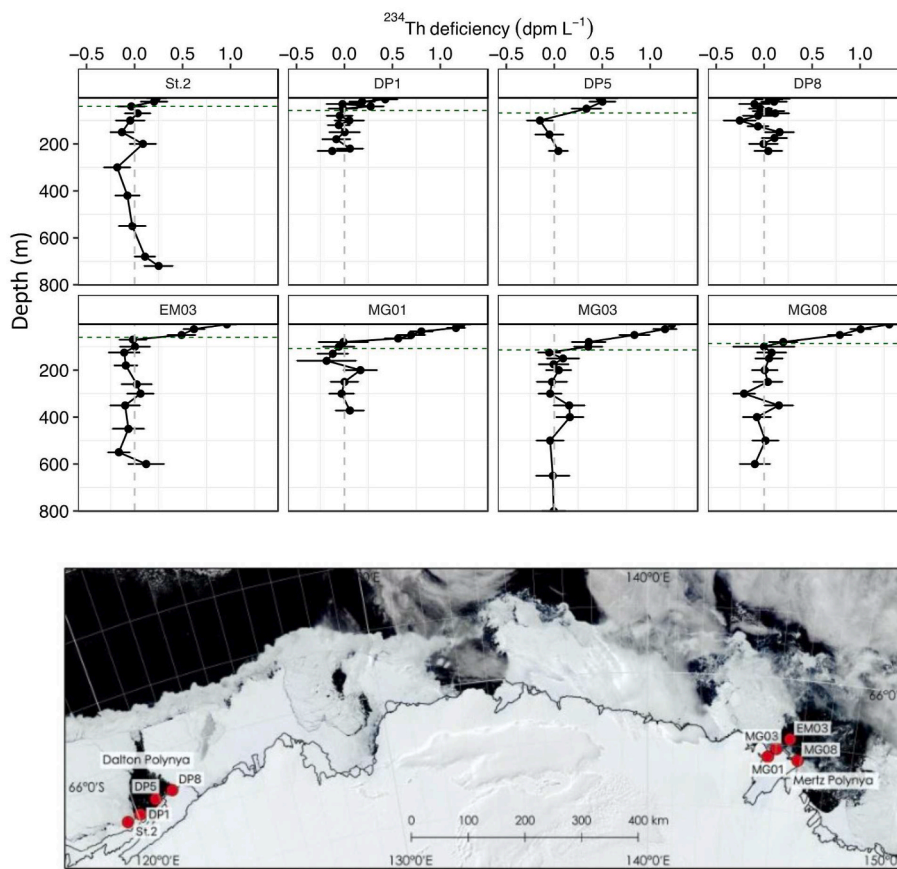 ²³⁴Th deficiency (dpm L⁻¹)
−0.5 0.0 0.5 1.0 −0.5 0.0 0.5 1.0 −0.5 0.0 0.5 1.0 −0.5 0.0 0.5 1.0
St.2 DP1 DP5 DP8
200
400
600
800
Depth (m)
EM03 MG01 MG03 MG08
200
400
600
800
140°0'E
66°0
EM03
MG03
MG08
MG01
Mertz Polynya
Dalton Polynya
DP8
DP5
66°0'S
DP1
St.2
0 100 200 300 400 km
120°0'E 130°0'E 140°0'E 150°